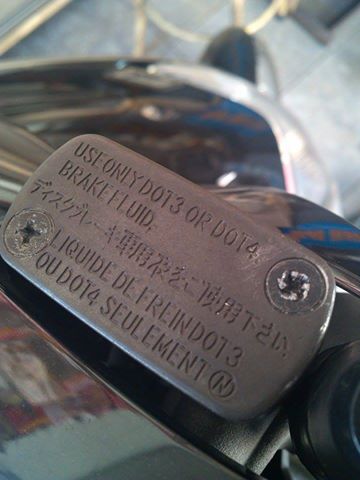 USE ONLY DOT3 OR DOT4
BRAKE FLUID.
ディスクブレーキ専用液をご使用下さい
LIQUIDE DE FREIN DOT3
OU DOT4 SEULEMENT N